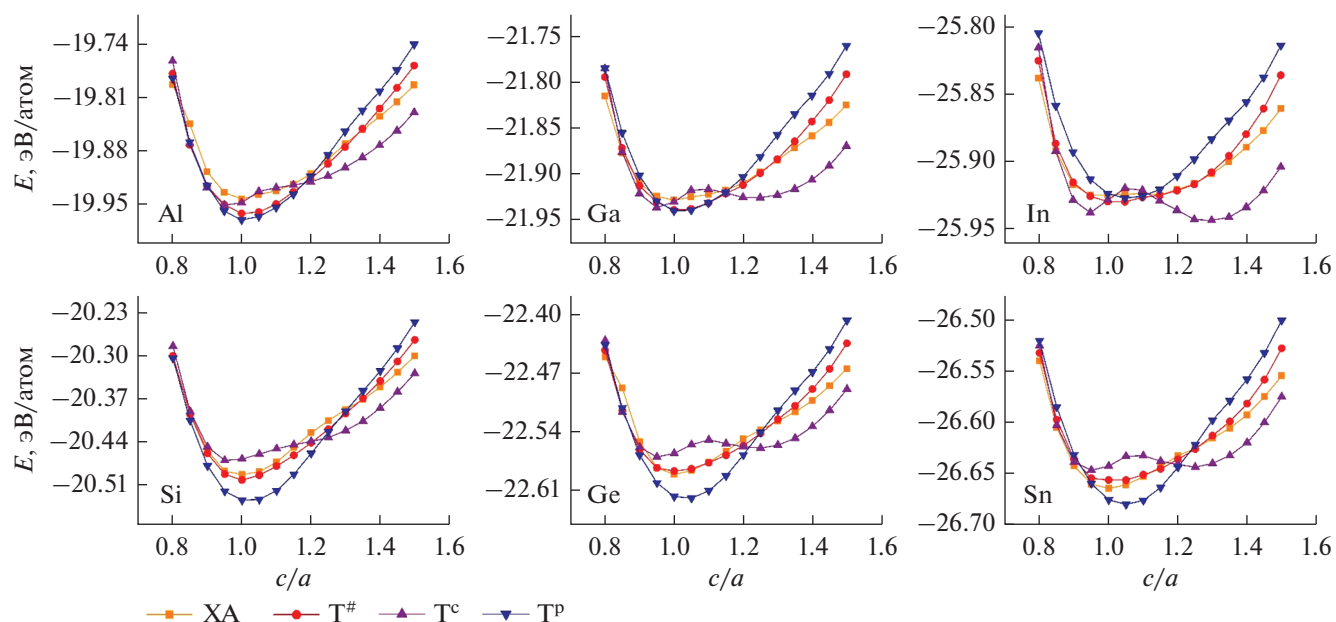 E, эВ/атом
−19.74
−19.81
−19.88
−19.95
Al
0.8 1.0 1.2 1.4 1.6
−21.75
−21.80
−21.85
−21.90
−21.95
Ga
0.8 1.0 1.2 1.4 1.6
−25.80
−25.85
−25.90
−25.95
In
0.8 1.0 1.2 1.4 1.6
E, эВ/атом
−20.23
−20.30
−20.37
−20.44
−20.51
Si
0.8 1.0 1.2 1.4 1.6
c/a
−22.40
−22.47
−22.54
−22.61
Ge
0.8 1.0 1.2 1.4 1.6
c/a
−26.50
−26.55
−26.60
−26.65
−26.70
Sn
0.8 1.0 1.2 1.4 1.6
c/a
XA T# Tc Tp